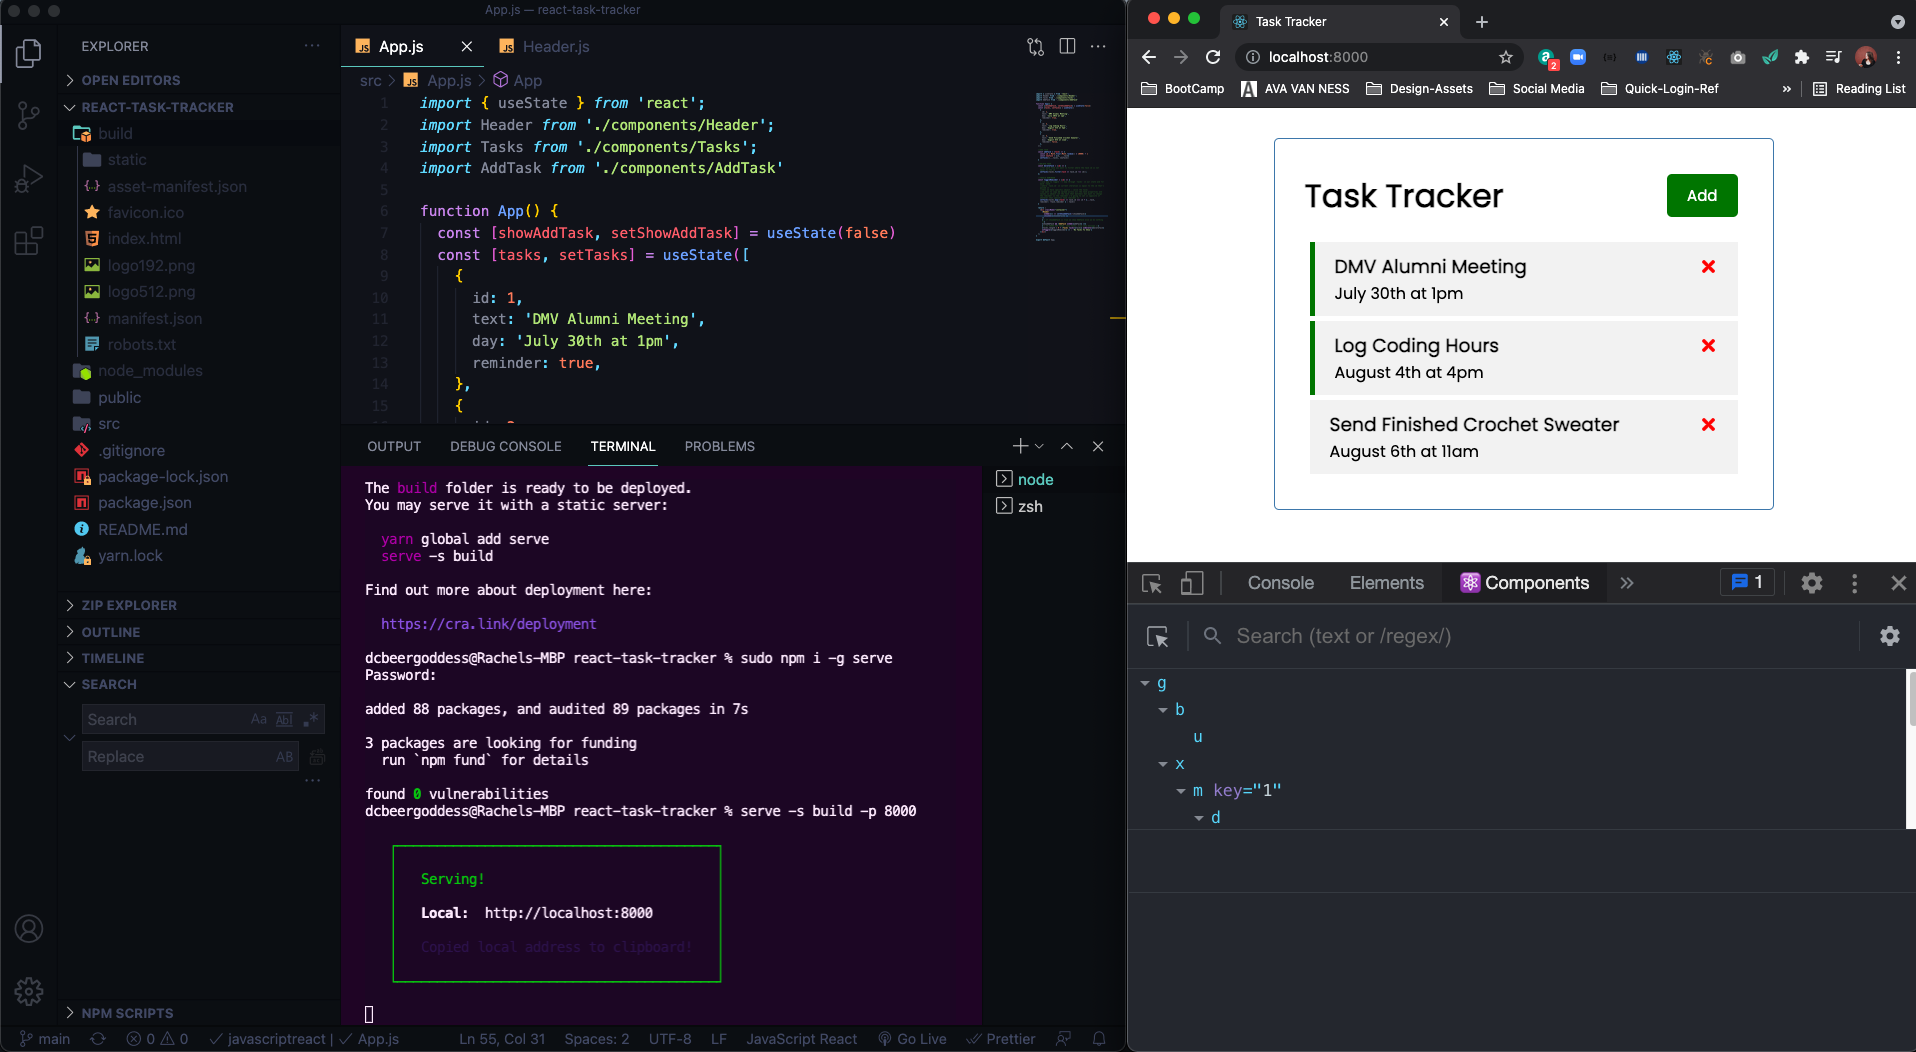 App.js — react-task-tracker
EXPLORER
OPEN EDITORS
REACT-TASK-TRACKER
build
static
asset-manifest.json
favicon.ico
index.html
logo192.png
logo512.png
manifest.json
robots.txt
node_modules
public
src
.gitignore
package-lock.json
package.json
README.md
yarn.lock
ZIP EXPLORER
OUTLINE
TIMELINE
SEARCH
Search Aa Abl .*
Replace AB
NPM SCRIPTS
App.js Header.js
src > App.js > App
1 import { useState } from 'react';
2 import Header from './components/Header';
3 import Tasks from './components/Tasks';
4 import AddTask from './components/AddTask'
5
6 function App() {
7 const [showAddTask, setShowAddTask] = useState(false)
8 const [tasks, setTasks] = useState([
9 {
10 id: 1,
11 text: 'DMV Alumni Meeting',
12 day: 'July 30th at 1pm',
13 reminder: true,
14 },
15 {
OUTPUT DEBUG CONSOLE TERMINAL PROBLEMS
The build folder is ready to be deployed.
You may serve it with a static server:
yarn global add serve
serve -s build
Find out more about deployment here:
https://cra.link/deployment
dcbeergoddess@Rachels-MBP react-task-tracker % sudo npm i -g serve
Password:
added 88 packages, and audited 89 packages in 7s
3 packages are looking for funding
run `npm fund` for details
found 0 vulnerabilities
dcbeergoddess@Rachels-MBP react-task-tracker % serve -s build -p 8000
Serving!
Local: http://localhost:8000
Copied local address to clipboard!
node
zsh
main 0 0 javascriptreact | App.js Ln 55, Col 31 Spaces: 2 UTF-8 LF JavaScript React Go Live Prettier
Task Tracker
localhost:8000
2
BootCamp AVA VAN NESS Design-Assets Social Media Quick-Login-Ref » Reading List
Task Tracker Add
DMV Alumni Meeting
July 30th at 1pm
Log Coding Hours
August 4th at 4pm
Send Finished Crochet Sweater
August 6th at 11am
Console Elements Components » 1
Search (text or /regex/)
g
b
u
x
m key="1"
d